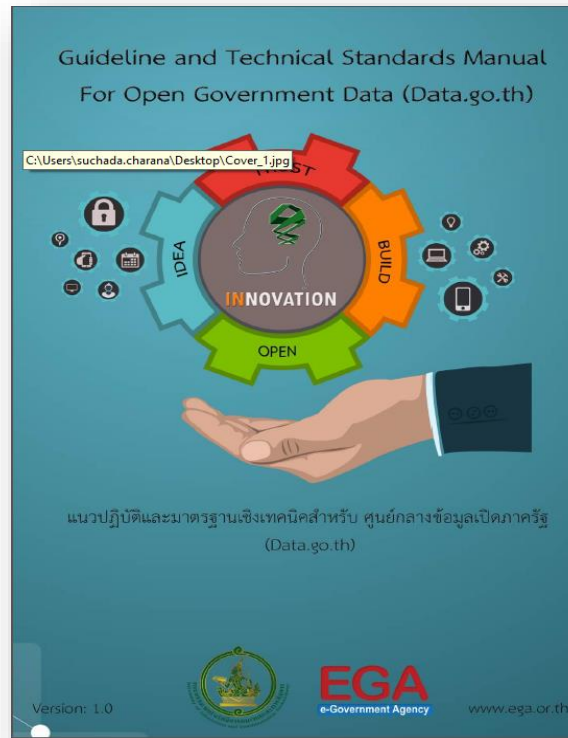 Guideline and Technical Standards Manual
For Open Government Data (Data.go.th)
C:\Users\suchada.charana\Desktop\Cover_1.jpg
IDEA
BUILD
INNOVATION
OPEN
แนวปฏิบัติและมาตรฐานเชิงเทคนิคสำหรับ ศูนย์กลางข้อมูลเปิดภาครัฐ
(Data.go.th)
EGA
e-Government Agency
Version: 1.0
www.ega.or.th